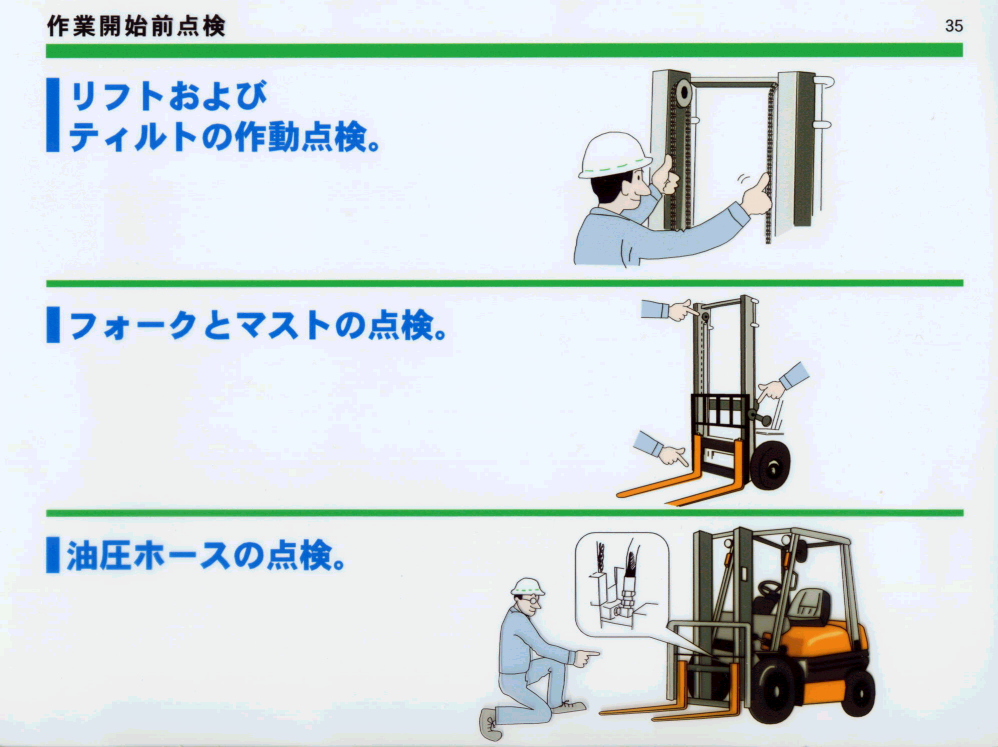 作業開始前点検
35
リフトおよび
ティルトの作動点検。
フォークとマストの点検。
油圧ホースの点検。